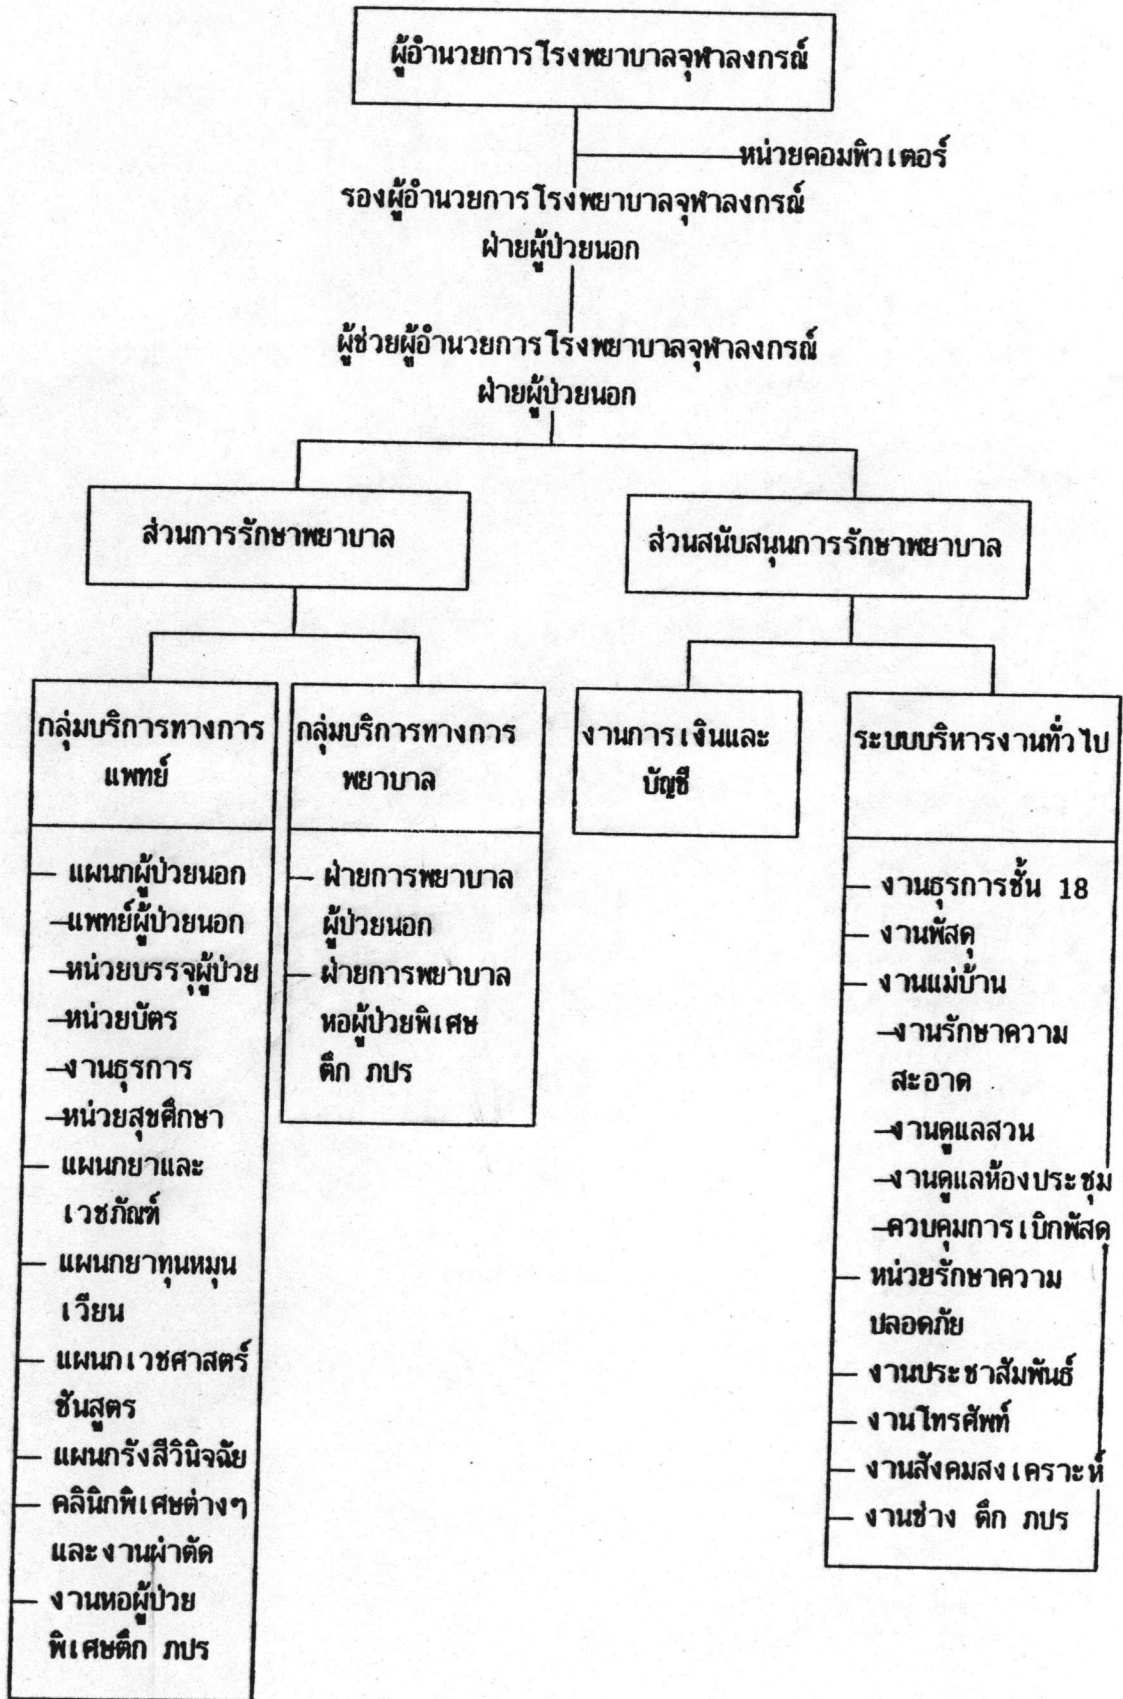 ผู้อำนวยการโรงพยาบาลจุฬาลงกรณ์
หน่วยคอมพิวเตอร์
รองผู้อำนวยการโรงพยาบาลจุฬาลงกรณ์
ฝ่ายผู้ป่วยนอก
ผู้ช่วยผู้อำนวยการโรงพยาบาลจุฬาลงกรณ์
ฝ่ายผู้ป่วยนอก
ส่วนการรักษาพยาบาล
ส่วนสนับสนุนการรักษาพยาบาล
กลุ่มบริการทางการ
แพทย์
แผนกผู้ป่วยนอก
แพทย์ผู้ป่วยนอก
หน่วยบรรจุผู้ป่วย
หน่วยบัตร
งานธุรการ
หน่วยสุขศึกษา
แผนกยาและ
เวชภัณฑ์
แผนกยาทุนหมุน
เวียน
แผนกเวชศาสตร์
ชันสูตร
แผนกรังสีวินิจฉัย
คลินิกพิเศษต่างๆ
และงานผ่าตัด
งานหอผู้ป่วย
พิเศษตึก ภปร
กลุ่มบริการทางการ
พยาบาล
ฝ่ายการพยาบาล
ผู้ป่วยนอก
ฝ่ายการพยาบาล
หอผู้ป่วยพิเศษ
ตึก ภปร
งานการเงินและ
บัญชี
ระบบบริหารงานทั่วไป
งานธุรการชั้น 18
งานพัสดุ
งานแม่บ้าน
งานรักษาความ
สะอาด
งานดูแลสวน
งานดูแลห้องประชุม
ควบคุมการเบิกพัสดุ
หน่วยรักษาความ
ปลอดภัย
งานประชาสัมพันธ์
งานโทรศัพท์
งานสังคมสงเคราะห์
งานช่าง ตึก ภปร